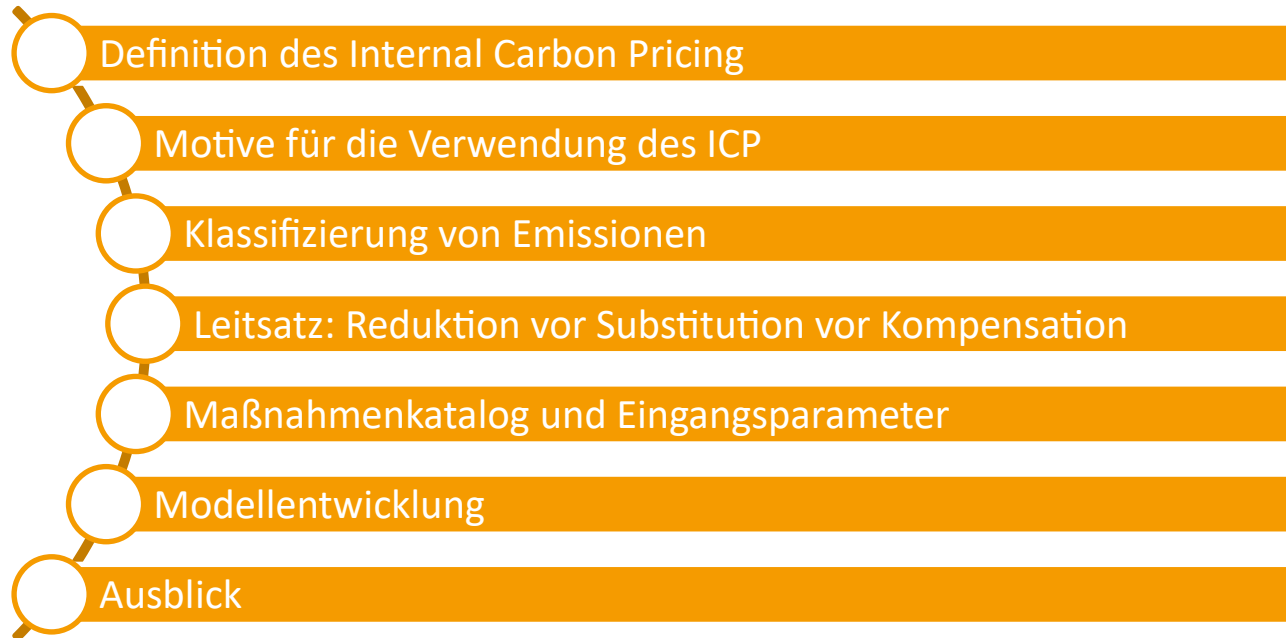 Definition des Internal Carbon Pricing
Motive für die Verwendung des ICP
Klassifizierung von Emissionen
Leitsatz: Reduktion vor Substitution vor Kompensation
Maßnahmenkatalog und Eingangsparameter
Modellentwicklung
Ausblick